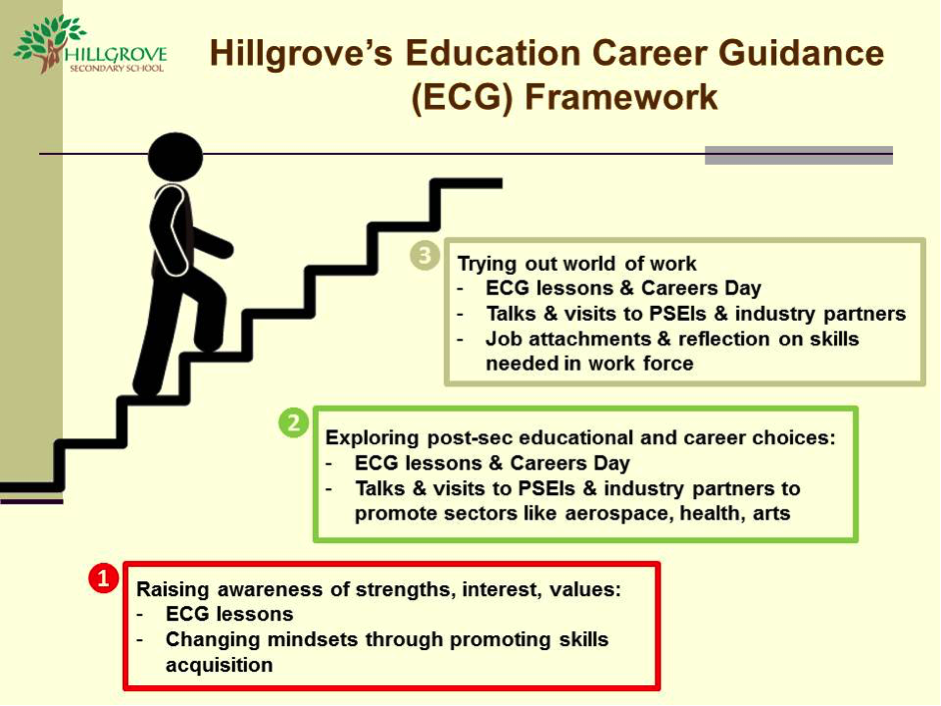 HILLGROVE
SECONDARY SCHOOL
Hillgrove's Education Career Guidance
(ECG) Framework
3
Trying out world of work
- ECG lessons & Careers Day
- Talks & visits to PSEIs & industry partners
- Job attachments & reflection on skills
needed in work force
2
Exploring post-sec educational and career choices:
- ECG lessons & Careers Day
- Talks & visits to PSEIs & industry partners to
promote sectors like aerospace, health, arts
1
Raising awareness of strengths, interest, values:
- ECG lessons
- Changing mindsets through promoting skills
acquisition